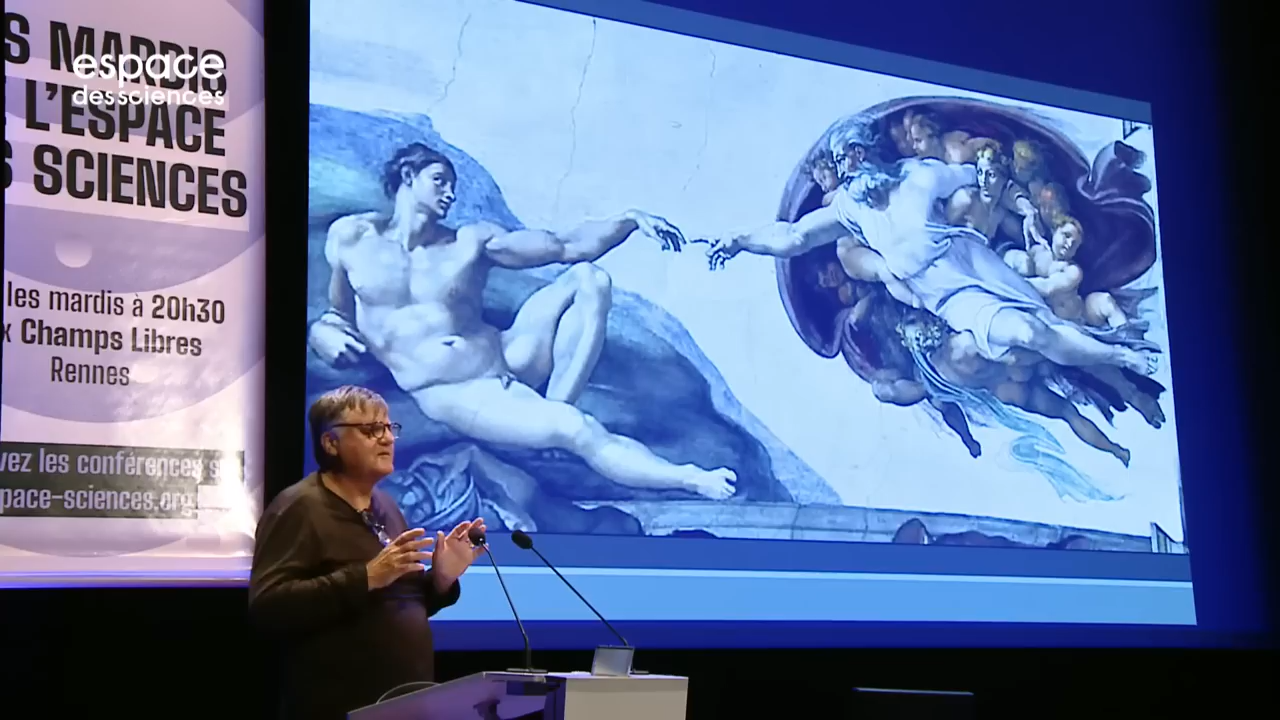 S MARDIS
L'ESPACE
S SCIENCES
espace
des sciences
les mardis à 20h30
x Champs Libres
Rennes
vez les conférences s
pace-sciences.org